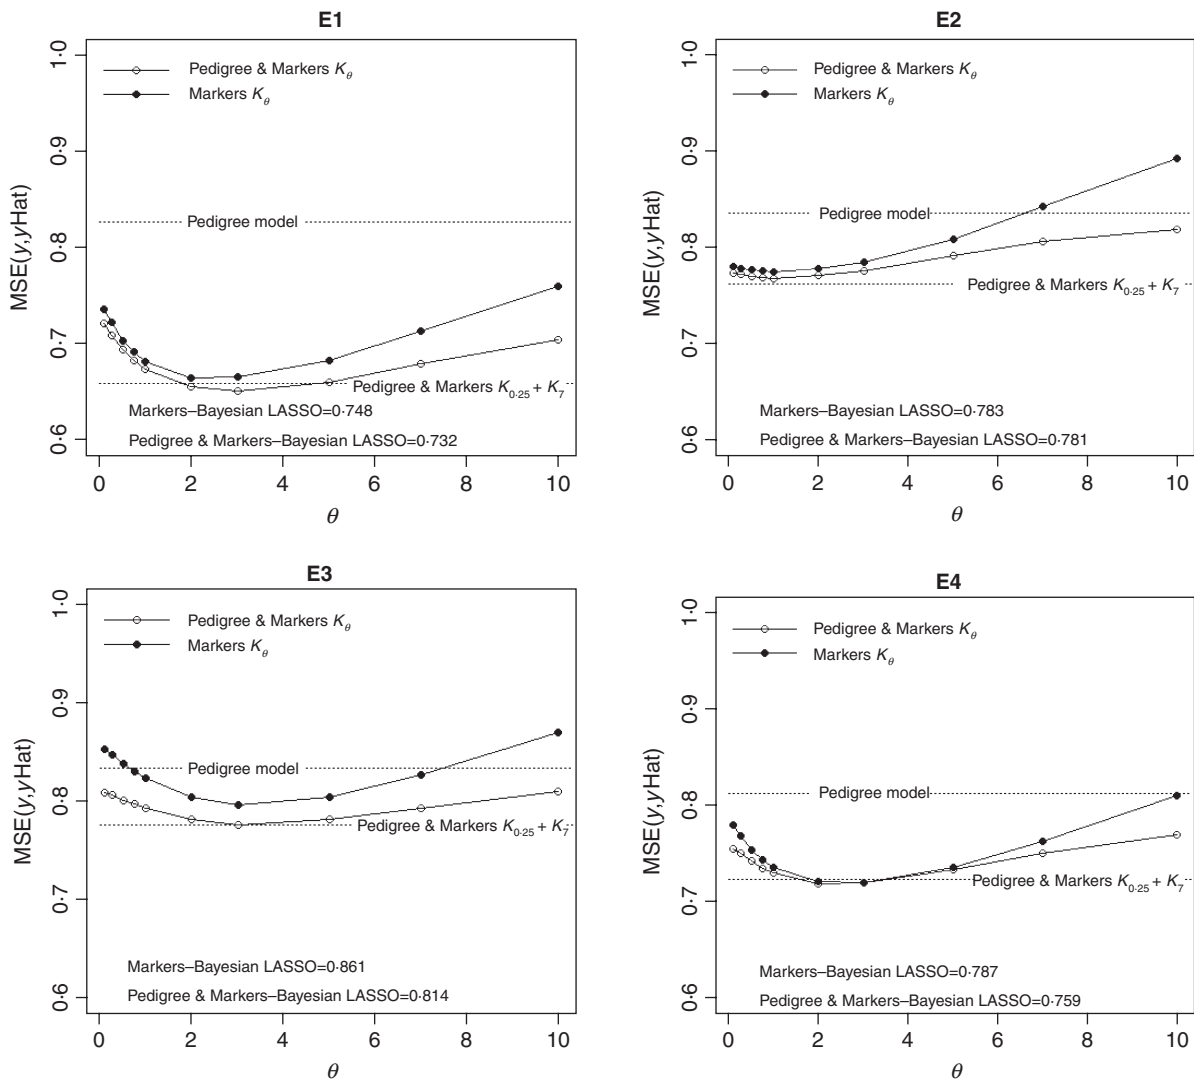 E1
Pedigree & Markers Kθ
Markers Kθ
Pedigree model
Pedigree & Markers K0·25 + K7
Markers–Bayesian LASSO=0·748
Pedigree & Markers–Bayesian LASSO=0·732
MSE(y,yHat)
1·0
0·9
0·8
0·7
0·6
0 2 4 6 8 10
θ
E2
Pedigree & Markers Kθ
Markers Kθ
Pedigree model
Pedigree & Markers K0·25 + K7
Markers–Bayesian LASSO=0·783
Pedigree & Markers–Bayesian LASSO=0·781
MSE(y,yHat)
1·0
0·9
0·8
0·7
0·6
0 2 4 6 8 10
θ
E3
Pedigree & Markers Kθ
Markers Kθ
Pedigree model
Pedigree & Markers K0·25 + K7
Markers–Bayesian LASSO=0·861
Pedigree & Markers–Bayesian LASSO=0·814
MSE(y,yHat)
1·0
0·9
0·8
0·7
0·6
0 2 4 6 8 10
θ
E4
Pedigree & Markers Kθ
Markers Kθ
Pedigree model
Pedigree & Markers K0·25 + K7
Markers–Bayesian LASSO=0·787
Pedigree & Markers–Bayesian LASSO=0·759
MSE(y,yHat)
1·0
0·9
0·8
0·7
0·6
0 2 4 6 8 10
θ